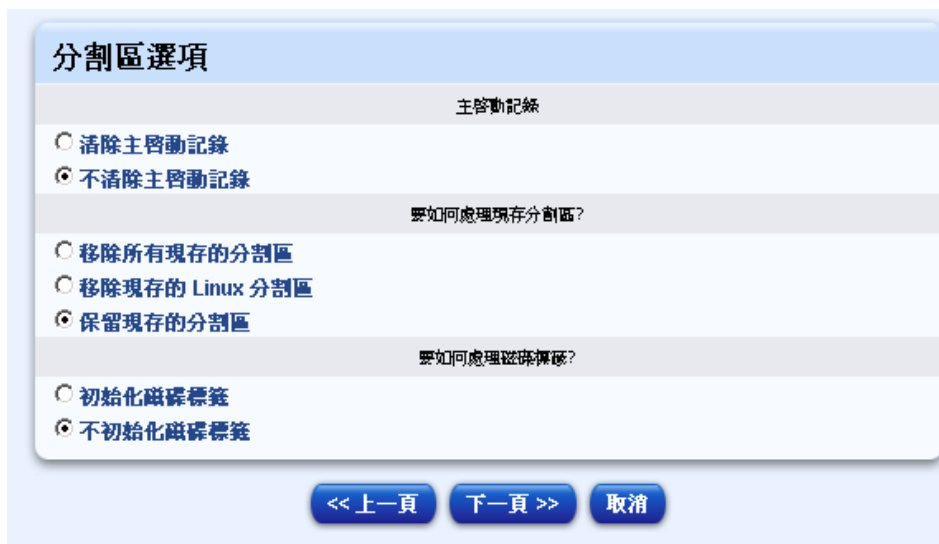 分割區選項
主啓動記錄
清除主啓動記錄
不清除主啓動記錄
要如何處理現存分割區?
移除所有現存的分割區
移除現存的 Linux 分割區
保留現存的分割區
要如何處理磁碟標籤?
初始化磁碟標籤
不初始化磁碟標籤
<< 上一頁 下一頁 >> 取消